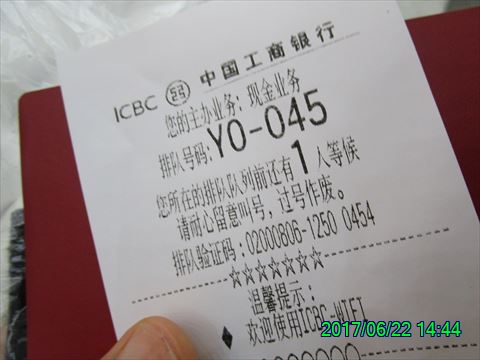 ICBC 中国工商银行
您的主办业务: 现金业务
排队号码: YO-045
您所在的排队队列前还有1人等候
请耐心留意叫号, 过号作废。
排队验证码: 02000806-1250 0454
☆☆☆☆☆☆☆
温馨提示:
◆ 欢迎使用ICBC-WIFI
2017/06/22 14:44